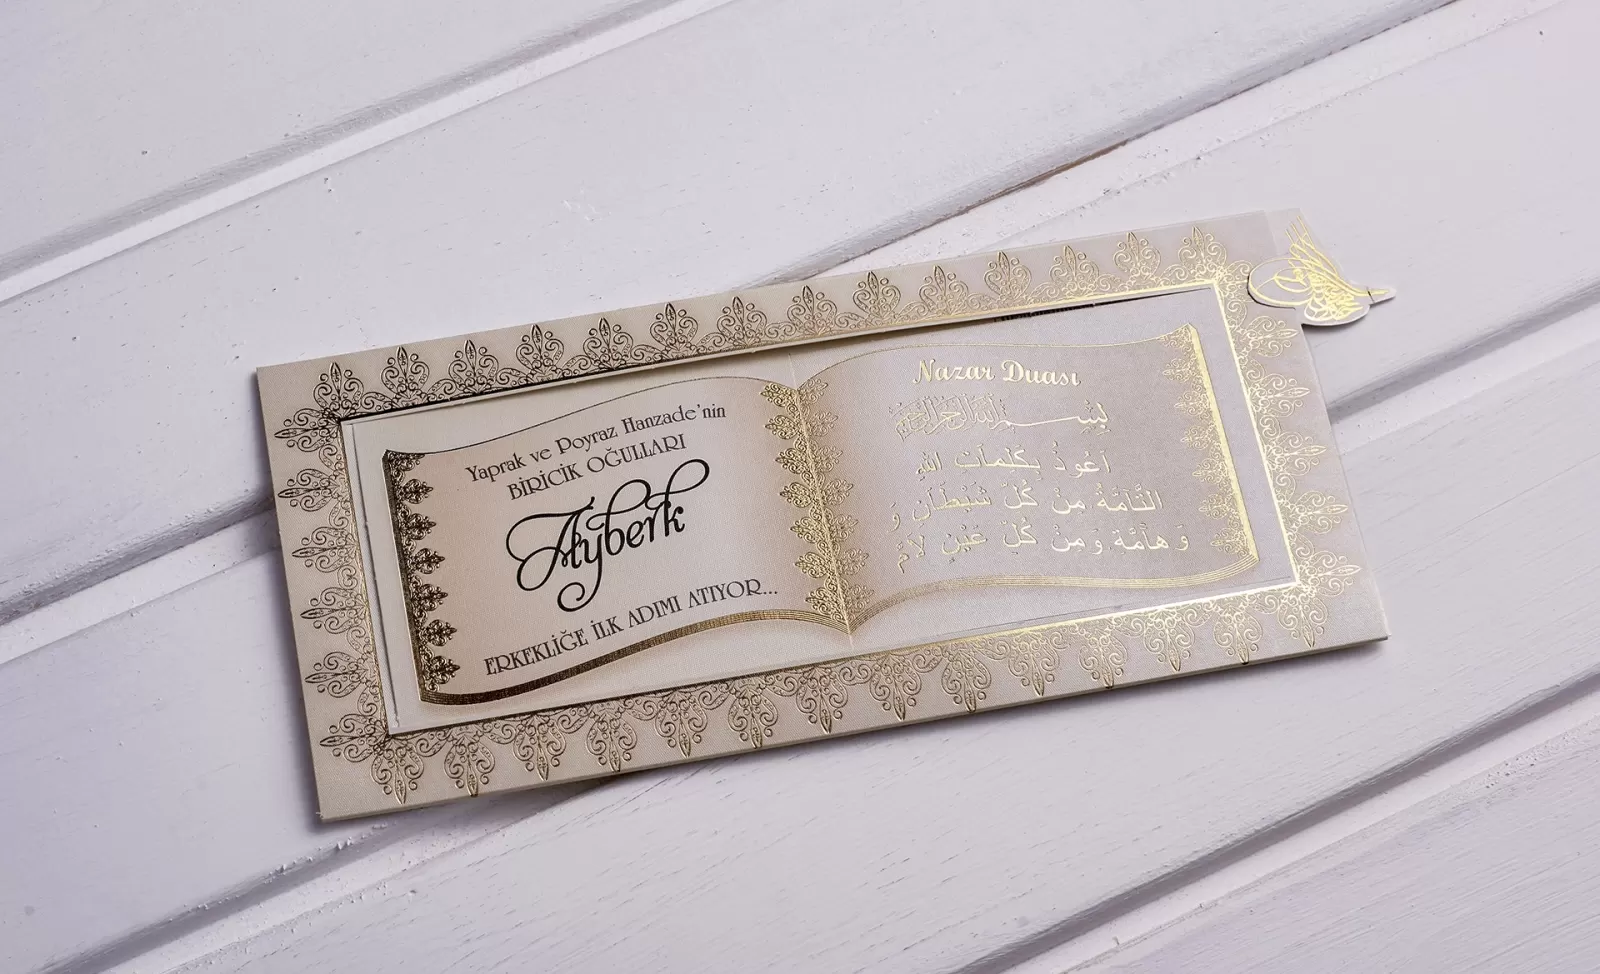 Yaprak ve Poyraz Hanzade'nin
BİRİCİK OĞULLARI
Ayberk
ERKEKLİĞE İLK ADIMI ATIYOR...
Nazar Duası
بِسْمِ اللهِ الرَّحْمٰنِ الرَّحِيمِ
اَعُوذُ بِكَلِمَاتِ اللهِ
التَّامَّةِ مِنْ كُلِّ شَيْطَانٍ وَ
وَ هَامَّةٍ وَ مِنْ كُلِّ عَيْنٍ لَامَّ